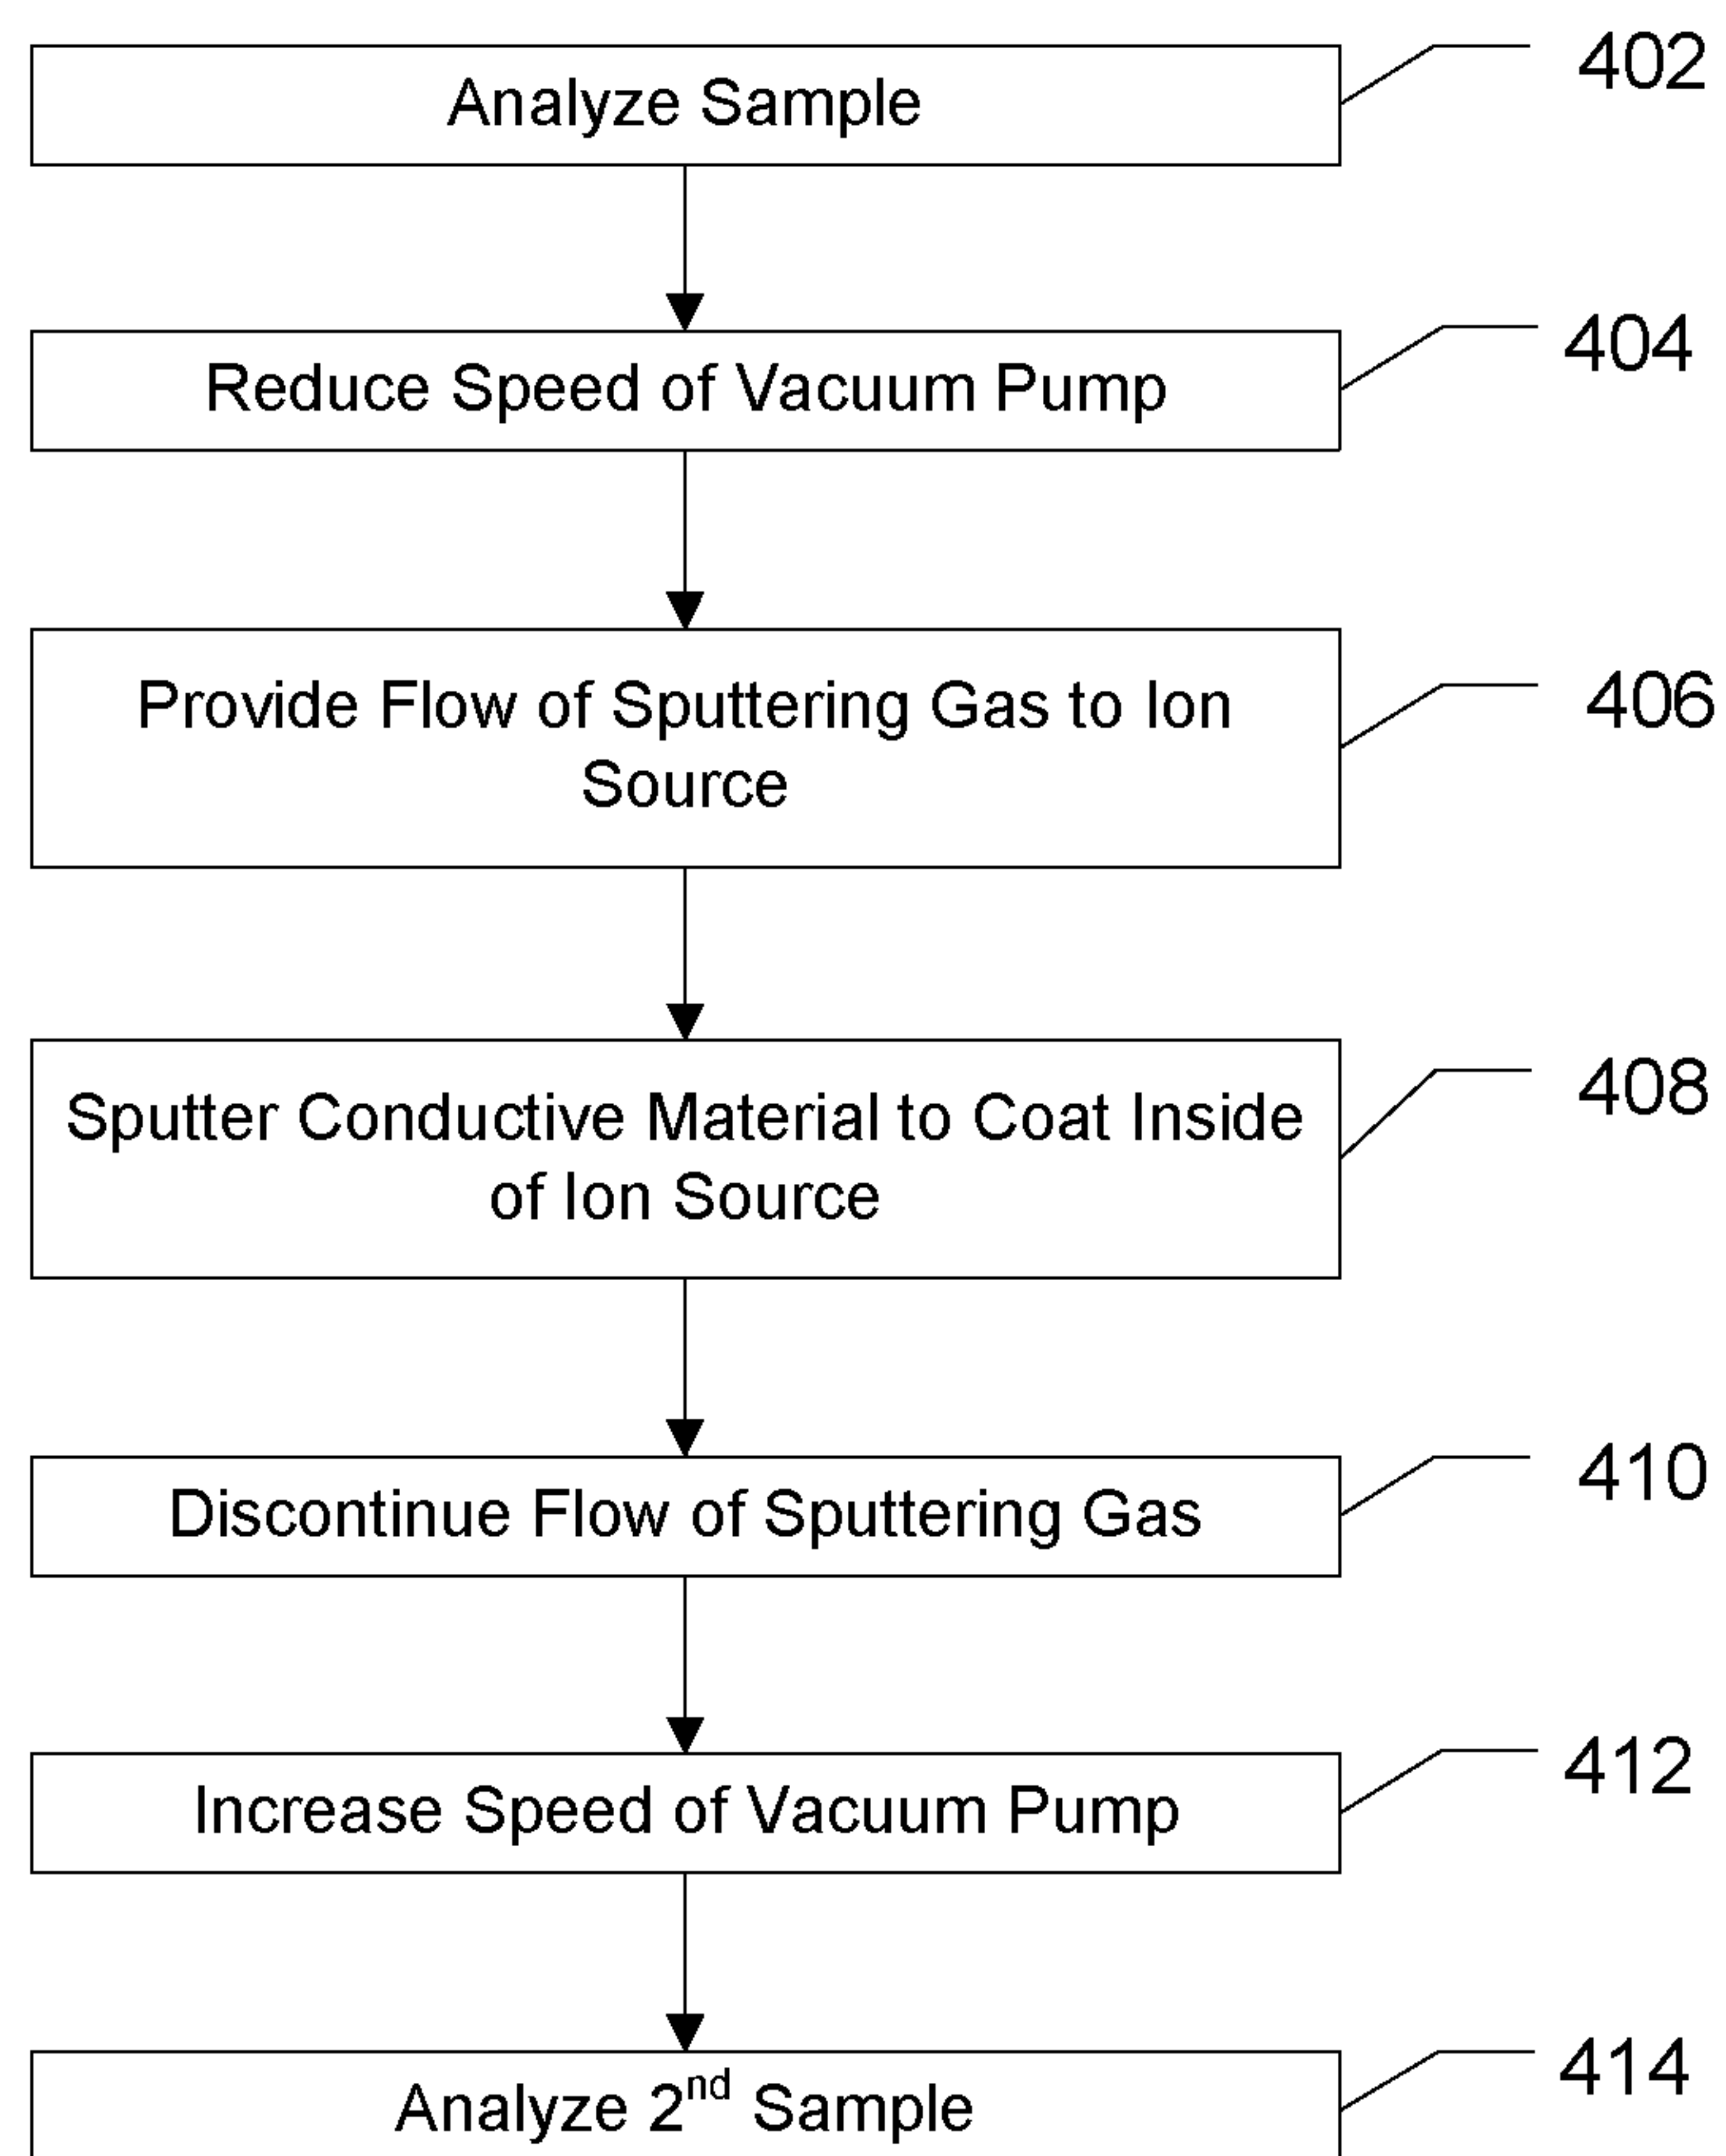 Analyze Sample
402
Reduce Speed of Vacuum Pump
404
Provide Flow of Sputtering Gas to Ion
Source
406
Sputter Conductive Material to Coat Inside
of Ion Source
408
Discontinue Flow of Sputtering Gas
410
Increase Speed of Vacuum Pump
412
Analyze 2nd Sample
414